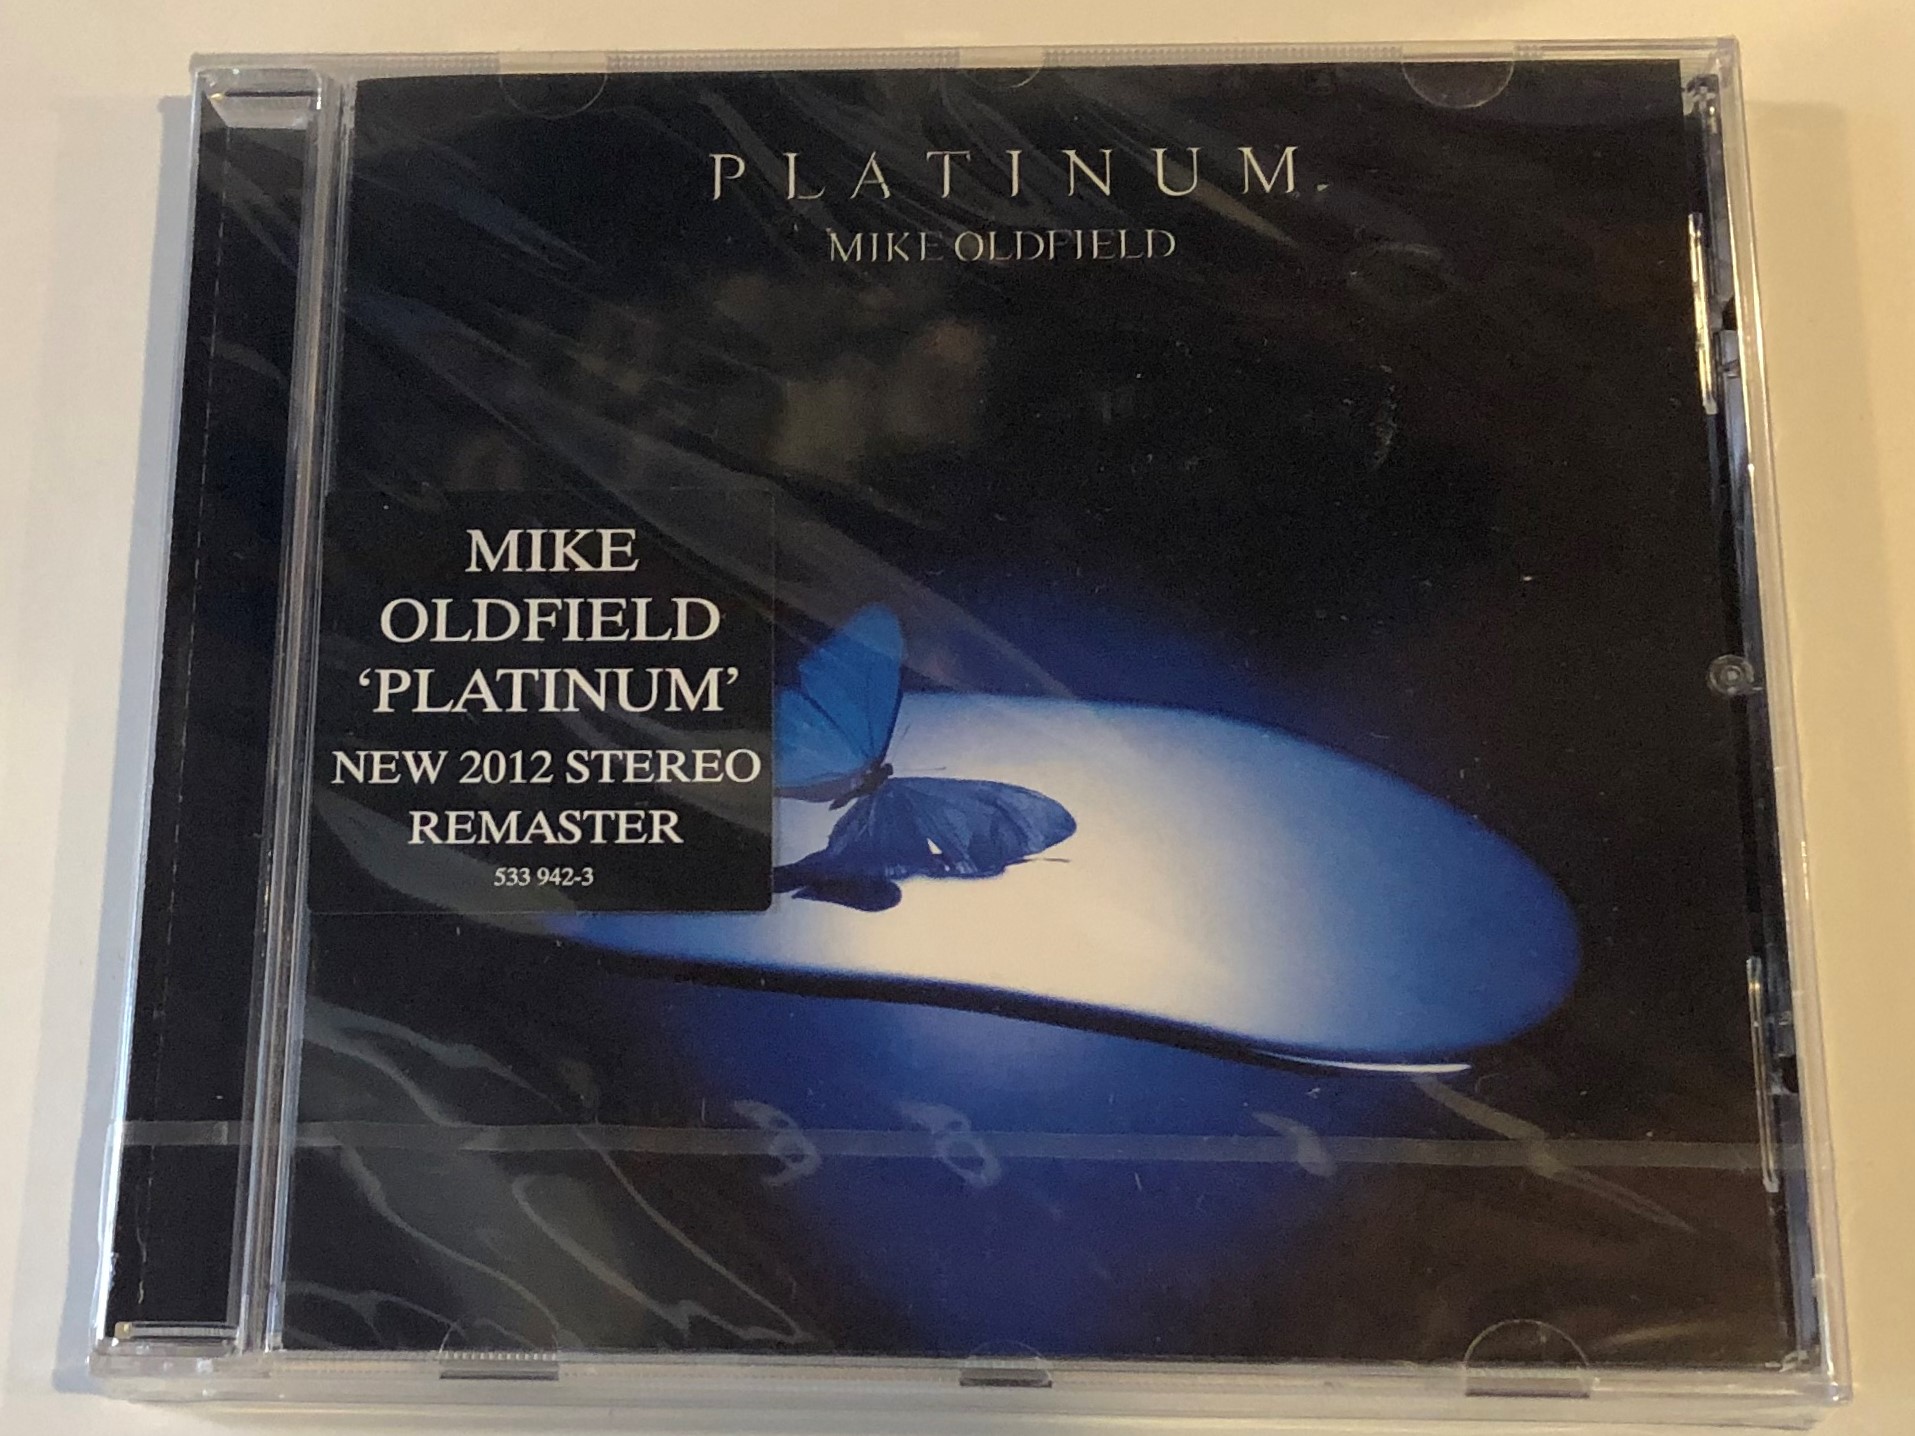 PLATINUM.
MIKE OLDFIELD
MIKE
OLDFIELD
‘PLATINUM’
NEW 2012 STEREO
REMASTER
533 942-3